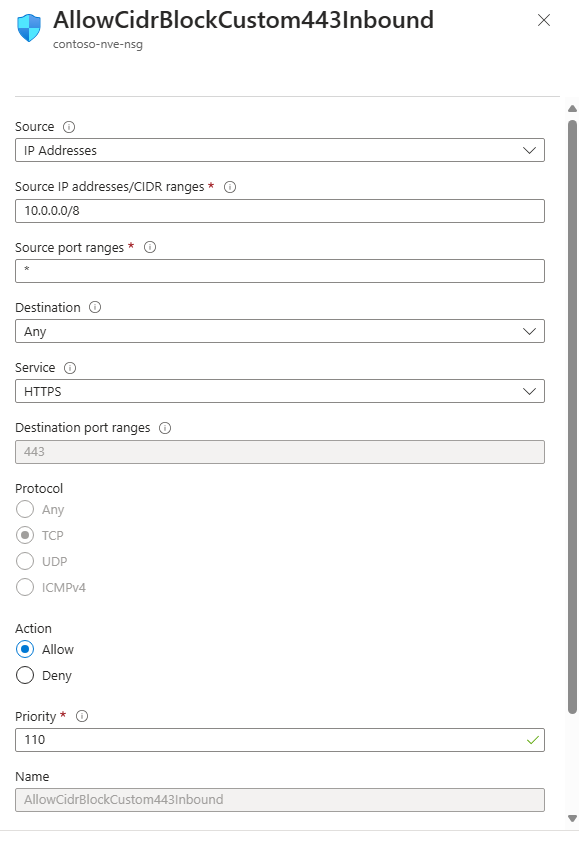 AllowCidrBlockCustom443Inbound
contoso-nve-nsg
Source
IP Addresses
Source IP addresses/CIDR ranges *
10.0.0.0/8
Source port ranges *
*
Destination
Any
Service
HTTPS
Destination port ranges
443
Protocol
Any
TCP
UDP
ICMPv4
Action
Allow
Deny
Priority *
110
Name
AllowCidrBlockCustom443Inbound